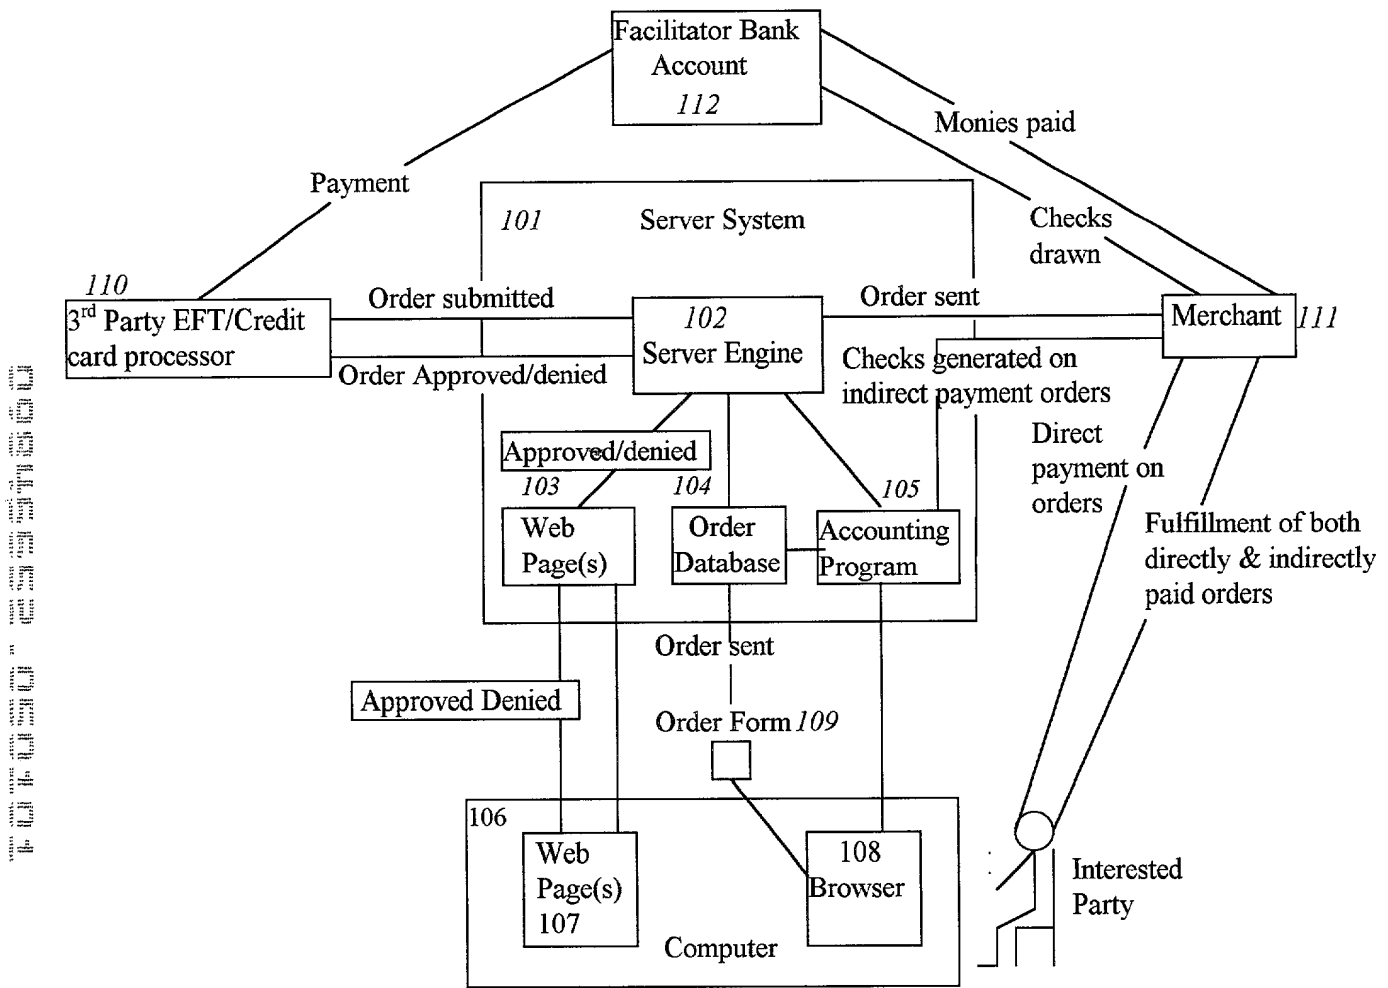 Facilitator Bank
Account
112
Monies paid
Payment
101 Server System
Checks
drawn
110
Order submitted
Order sent
3rd Party EFT/Credit
card processor
102
Server Engine
Merchant 111
Order Approved/denied
Checks generated on
indirect payment orders
Direct
payment on
orders
Approved/denied
103
104
105
Web
Page(s)
Order
Database
Accounting
Program
Fulfillment of both
directly & indirectly
paid orders
Order sent
Approved Denied
Order Form 109
106
Web
Page(s)
107
108
Browser
Computer
Interested
Party